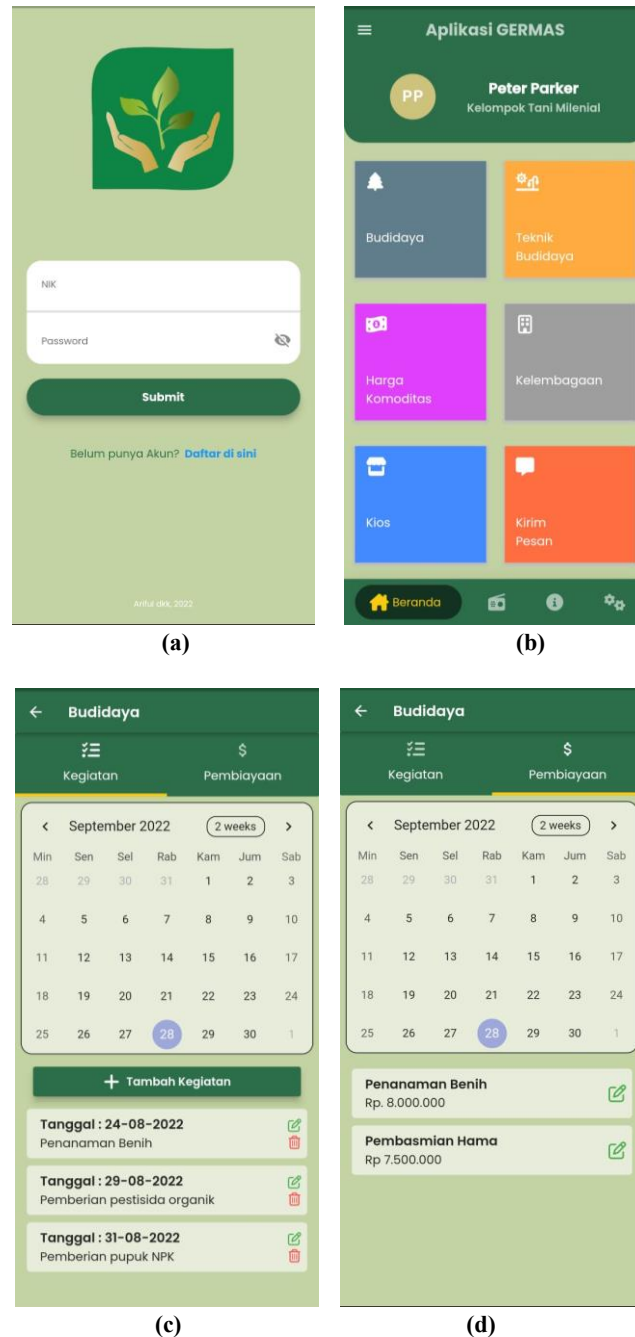 NIK
Password
Submit
Belum punya Akun? Daftar di sini
Ariful dkk, 2022
(a)
Aplikasi GERMAS
PP
Peter Parker
Kelompok Tani Milenial
Budidaya
Teknik
Budidaya
Harga
Komoditas
Kelembagaan
Kios
Kirim
Pesan
Beranda
(b)
Budidaya
Kegiatan Pembiayaan
September 2022 2 weeks
Min Sen Sel Rab Kam Jum Sab
28 29 30 31 1 2 3
4 5 6 7 8 9 10
11 12 13 14 15 16 17
18 19 20 21 22 23 24
25 26 27 28 29 30 1
+ Tambah Kegiatan
Tanggal : 24-08-2022
Penanaman Benih
Tanggal : 29-08-2022
Pemberian pestisida organik
Tanggal : 31-08-2022
Pemberian pupuk NPK
(c)
Budidaya
$
Kegiatan Pembiayaan
September 2022 2 weeks
Min Sen Sel Rab Kam Jum Sab
28 29 30 31 1 2 3
4 5 6 7 8 9 10
11 12 13 14 15 16 17
18 19 20 21 22 23 24
25 26 27 28 29 30 1
Penanaman Benih
Rp. 8.000.000
Pembasmian Hama
Rp 7.500.000
(d)